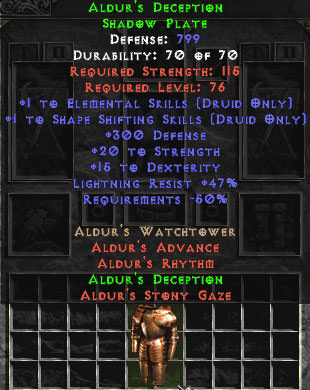 Aldur's Deception
Shadow Plate
Defense: 799
Durability: 70 of 70
Required Strength: 115
Required Level: 76
+1 to Elemental Skills (Druid Only)
+1 to Shape Shifting Skills (Druid Only)
+300 Defense
+20 to Strength
+15 to Dexterity
Lightning Resist +47%
Requirements -50%
Aldur's Watchtower
Aldur's Advance
Aldur's Rhythm
Aldur's Deception
Aldur's Stony Gaze